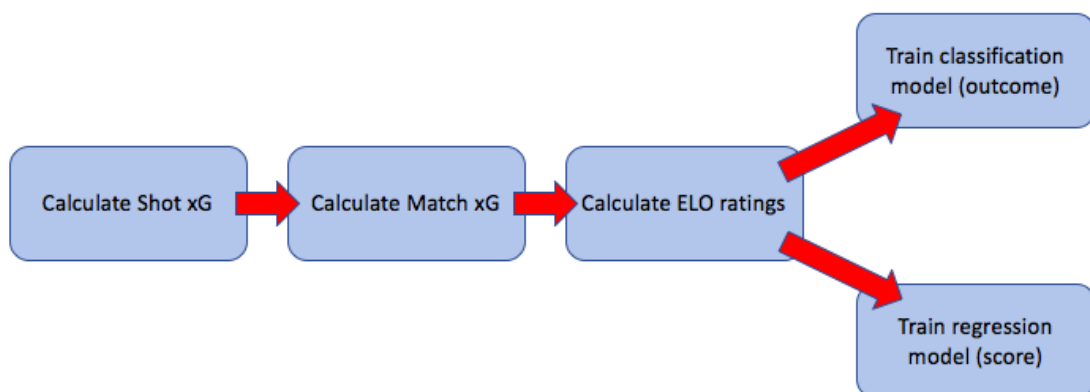 Train classification
model (outcome)
Calculate Shot xG
Calculate Match xG
Calculate ELO ratings
Train regression
model (score)